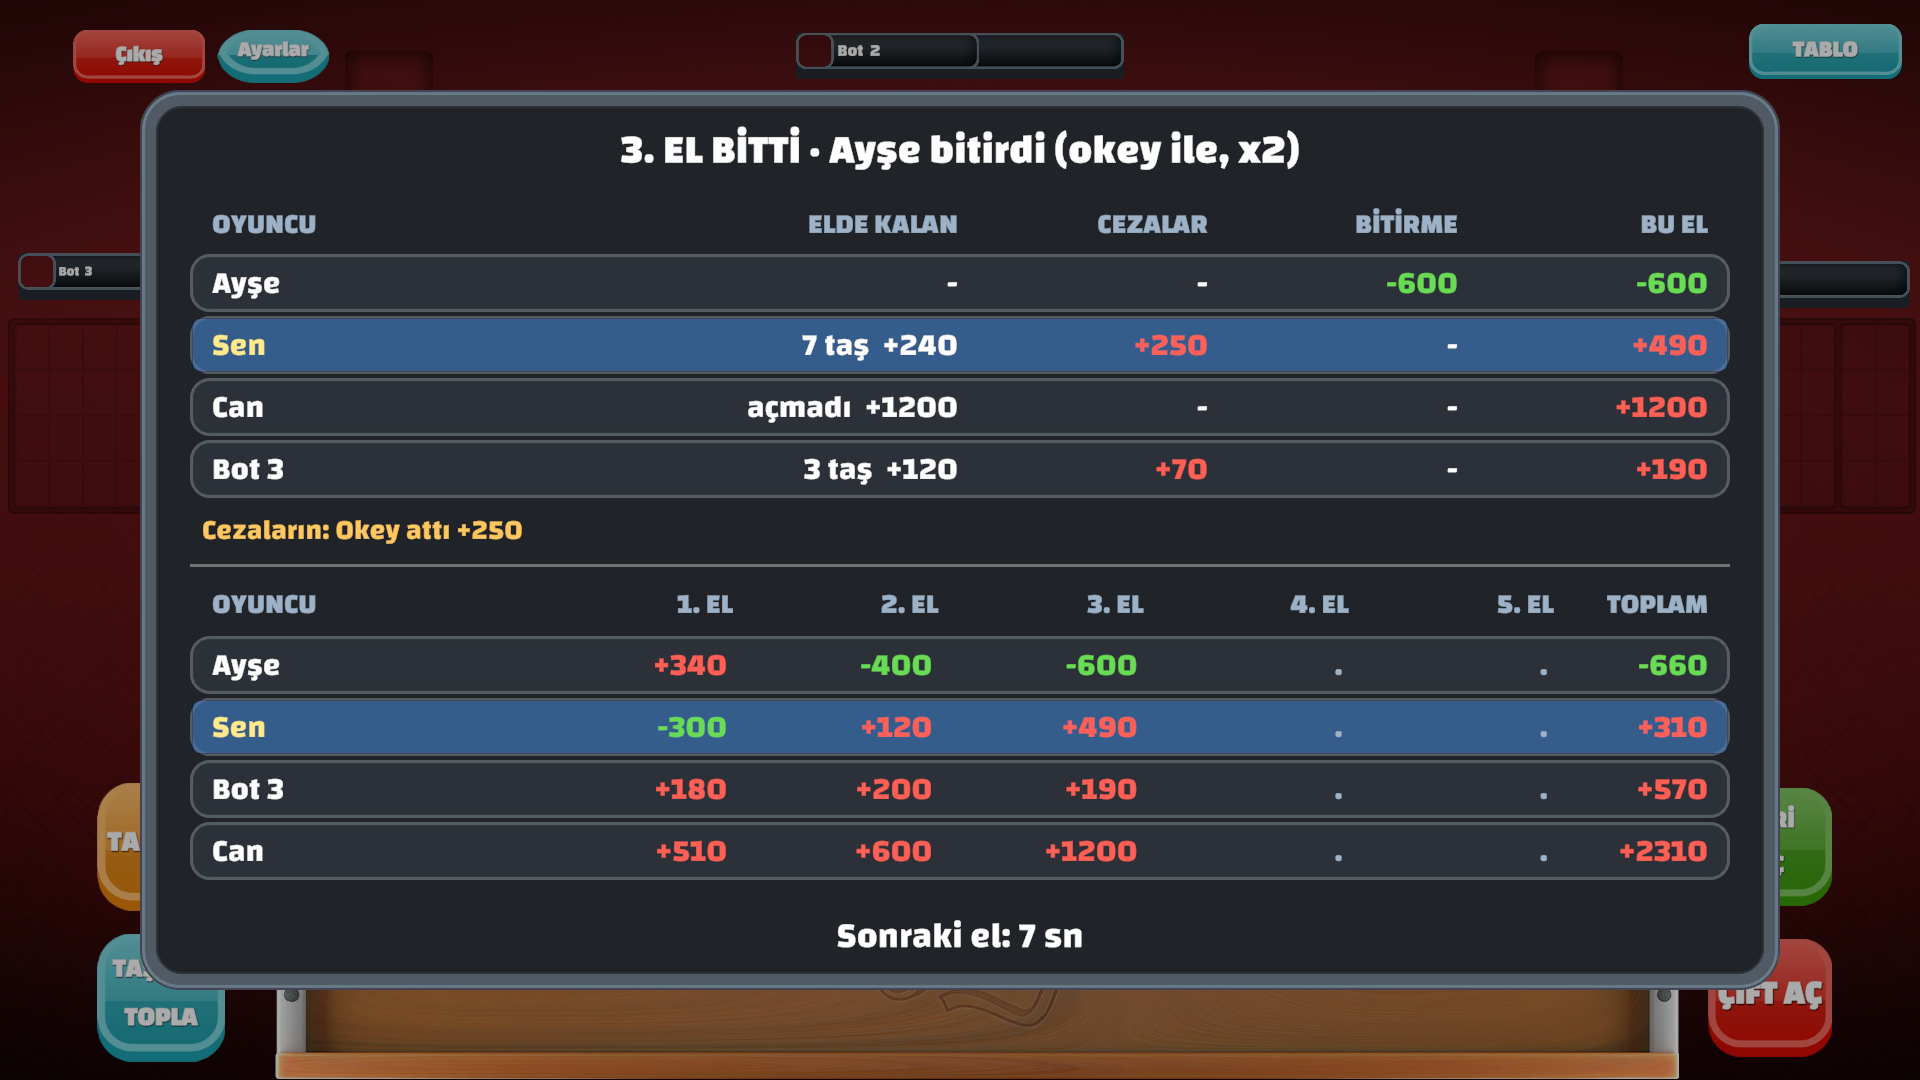 Çıkış
Ayarlar
Bot 2
TABLO
3. EL BİTTİ · Ayşe bitirdi (okey ile, x2)
OYUNCU ELDE KALAN CEZALAR BİTİRME BU EL
Bot 3
Ayşe - - -600 -600
Sen 7 taş +240 +250 - +490
Can açmadı +1200 - - +1200
Bot 3 3 taş +120 +70 - +190
Cezaların: Okey attı +250
OYUNCU 1. EL 2. EL 3. EL 4. EL 5. EL TOPLAM
Ayşe +340 -400 -600 . . -660
Sen -300 +120 +490 . . +310
Bot 3 +180 +200 +190 . . +570
Can +510 +600 +1200 . . +2310
Sonraki el: 7 sn
TOPLA
ÇİFT AÇ